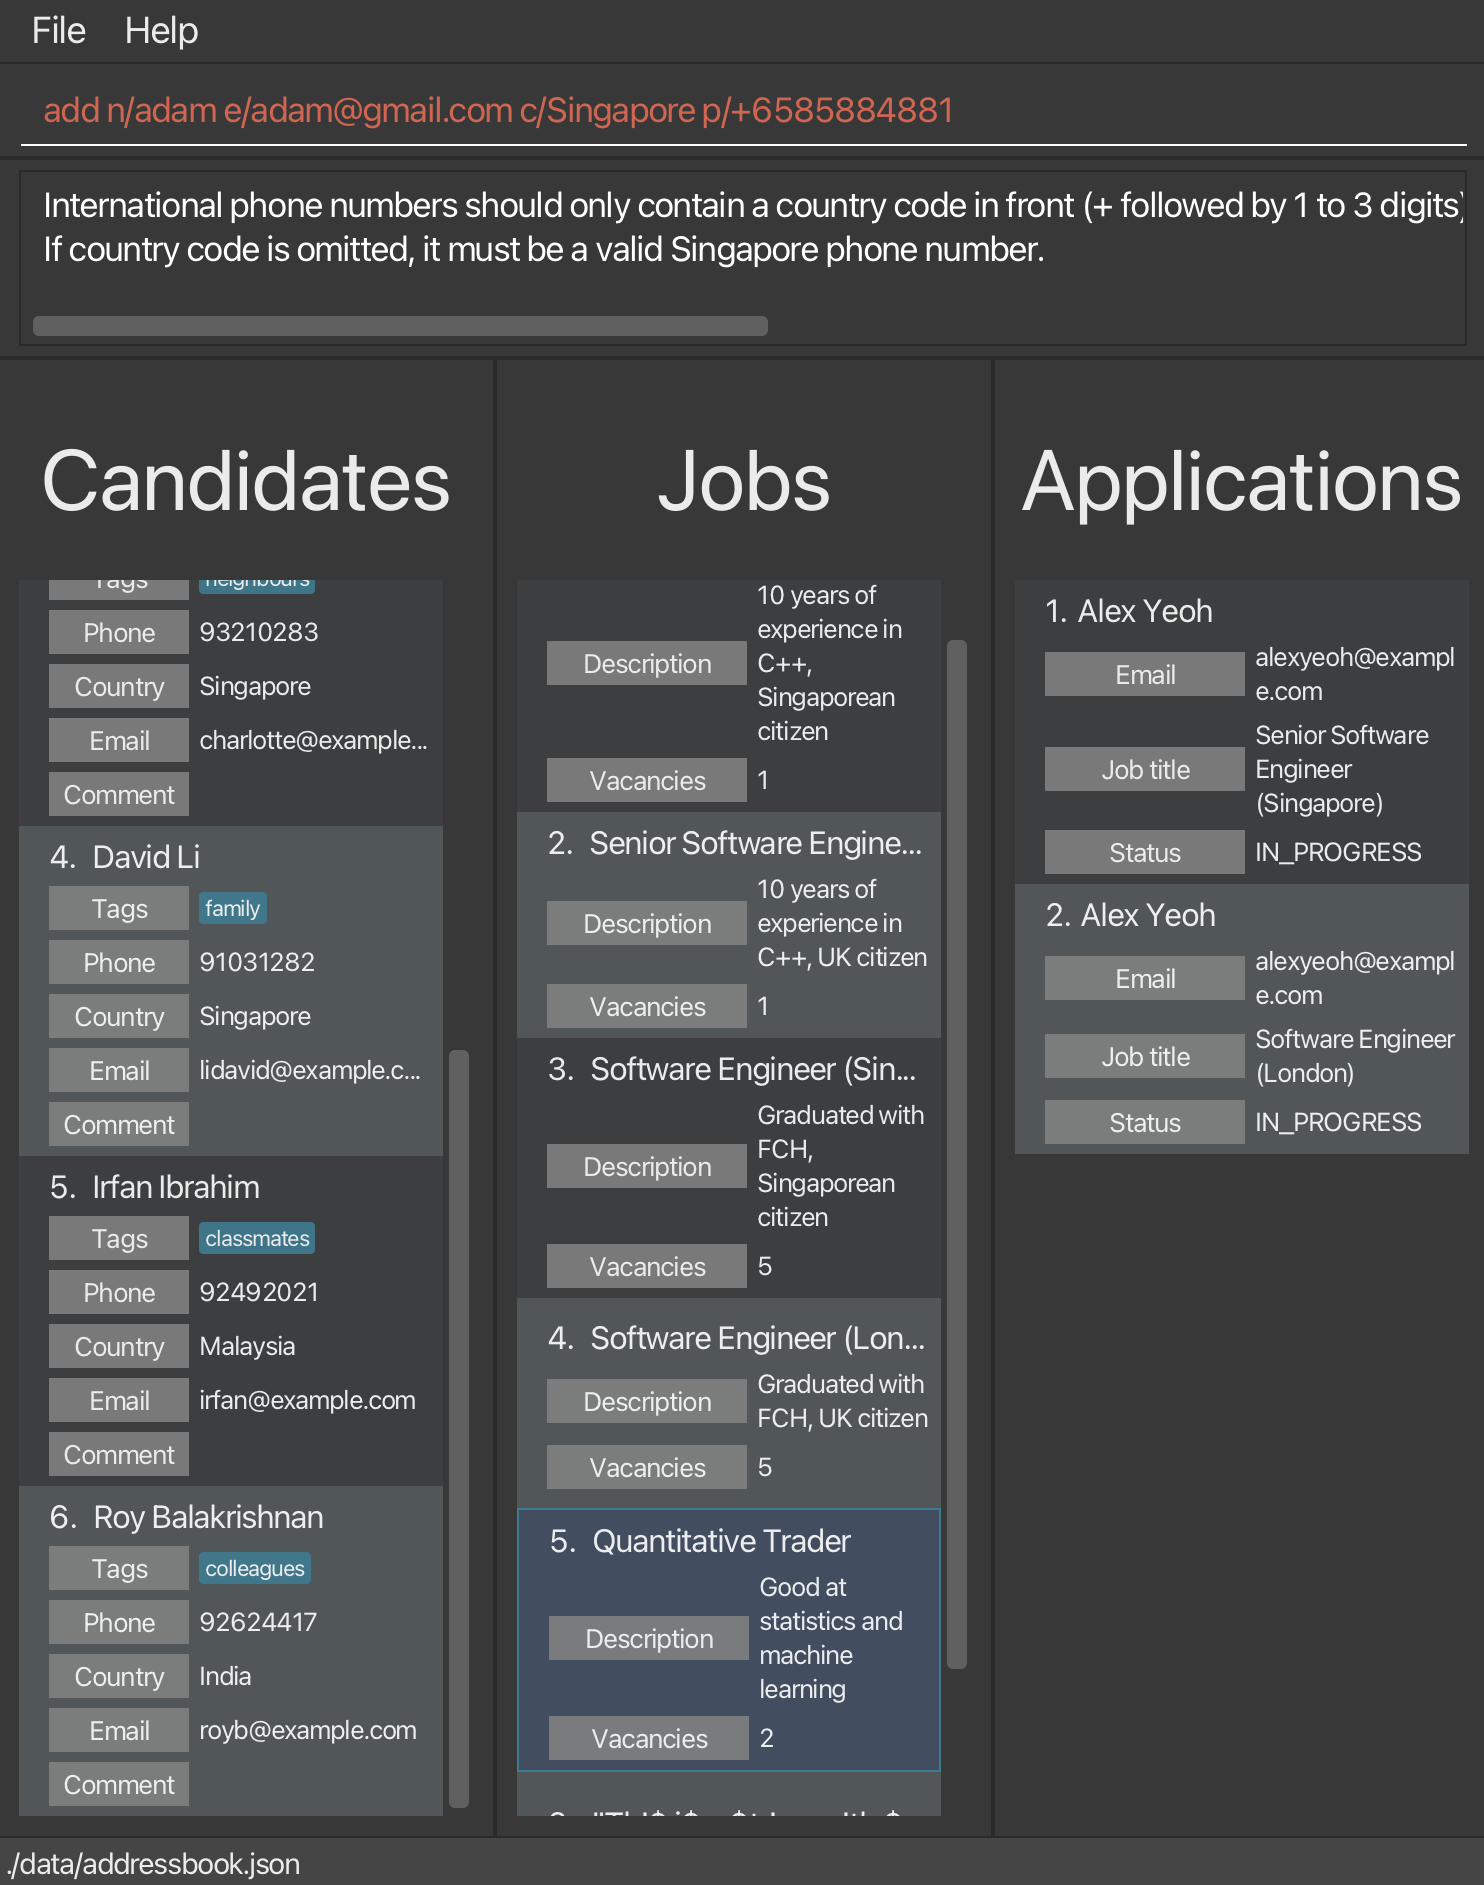 File Help
add n/adam e/adam@gmail.com c/Singapore p/+6585884881
International phone numbers should only contain a country code in front (+ followed by 1 to 3 digits)
If country code is omitted, it must be a valid Singapore phone number.
Candidates
Tags neighbours
Phone 93210283
Country Singapore
Email charlotte@example...
Comment
4. David Li
Tags family
Phone 91031282
Country Singapore
Email lidavid@example.c...
Comment
5. Irfan Ibrahim
Tags classmates
Phone 92492021
Country Malaysia
Email irfan@example.com
Comment
6. Roy Balakrishnan
Tags colleagues
Phone 92624417
Country India
Email royb@example.com
Comment
Jobs
Description
10 years of
experience in
C++,
Singaporean
citizen
Vacancies 1
2. Senior Software Engine...
Description
10 years of
experience in
C++, UK citizen
Vacancies 1
3. Software Engineer (Sin...
Description
Graduated with
FCH,
Singaporean
citizen
Vacancies 5
4. Software Engineer (Lon...
Description
Graduated with
FCH, UK citizen
Vacancies 5
5. Quantitative Trader
Description
Good at
statistics and
machine
learning
Vacancies 2
Applications
1. Alex Yeoh
Email
alexyeoh@exampl
e.com
Job title
Senior Software
Engineer
(Singapore)
Status IN_PROGRESS
2. Alex Yeoh
Email
alexyeoh@exampl
e.com
Job title
Software Engineer
(London)
Status IN_PROGRESS
./data/addressbook.json